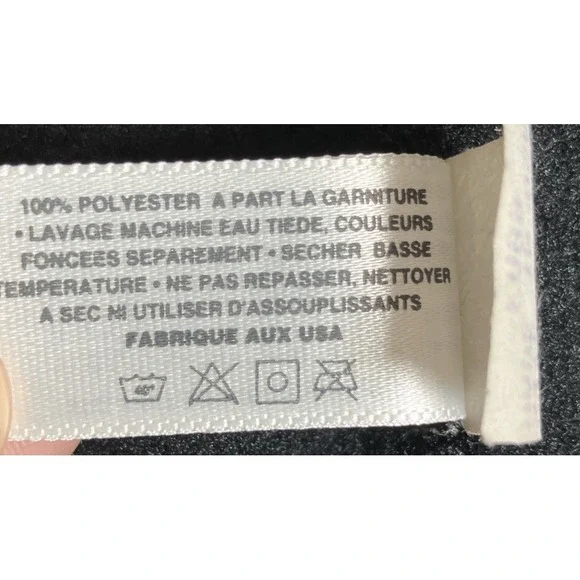 100% POLYESTER A PART LA GARNITURE
• LAVAGE MACHINE EAU TIEDE, COULEURS
FONCEES SEPAREMENT • SECHER BASSE
TEMPERATURE • NE PAS REPASSER, NETTOYER
A SEC NI UTILISER D'ASSOUPLISSANTS
FABRIQUE AUX USA
40°